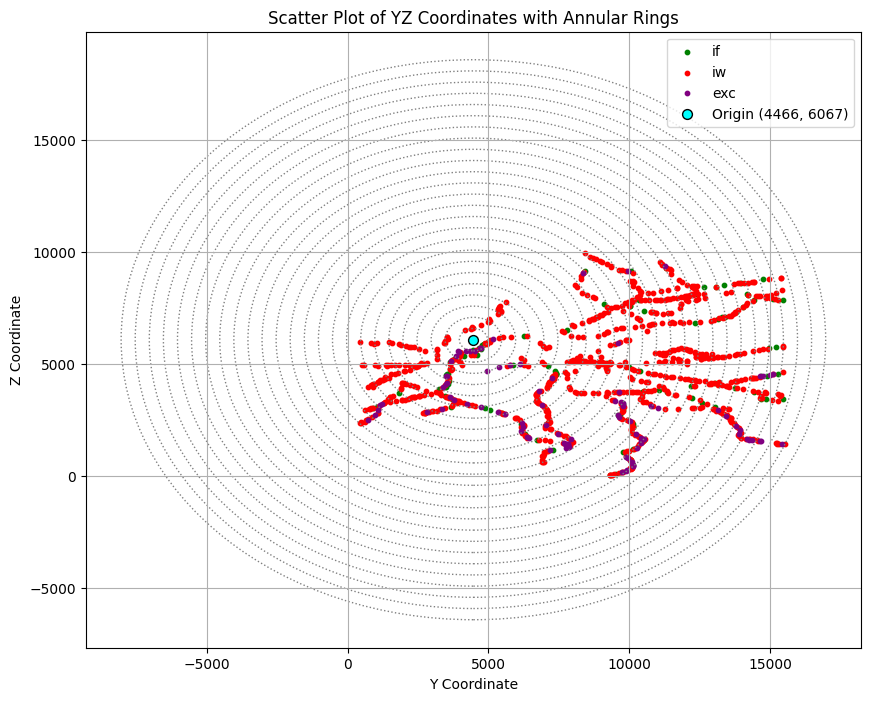 Scatter Plot of YZ Coordinates with Annular Rings
if
iw
exc
Origin (4466, 6067)
15000
10000
5000
0
−5000
Z Coordinate
−5000
0
5000
10000
15000
Y Coordinate